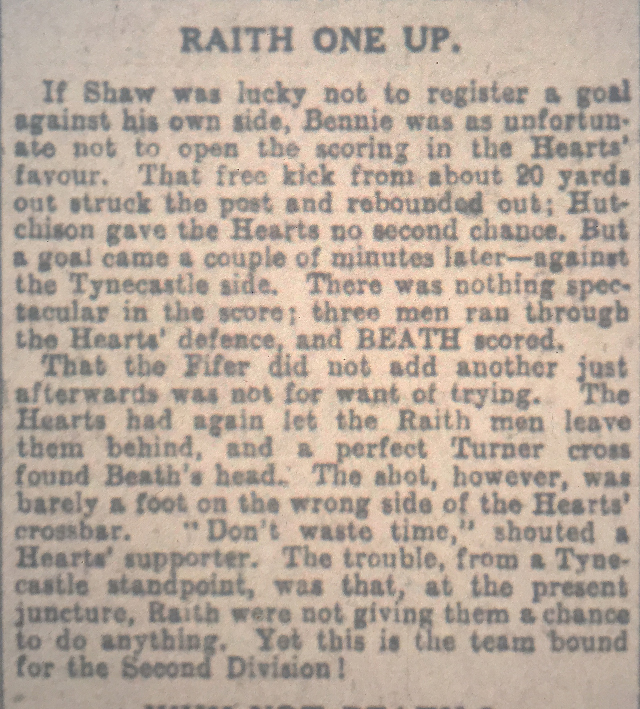 RAITH ONE UP.
If Shaw was lucky not to register a goal
against his own side, Bennie was as unfortun-
ate not to open the scoring in the Hearts'
favour. That free kick from about 20 yards
out struck the post and rebounded out; Hut-
chison gave the Hearts no second chance. But
a goal came a couple of minutes later—against
the Tynecastle side. There was nothing spec-
tacular in the score; three men ran through
the Hearts' defence, and BEATH scored.
That the Fifer did not add another just
afterwards was not for want of trying. The
Hearts had again let the Raith men leave
them behind, and a perfect Turner cross
found Beath's head. The shot, however, was
barely a foot on the wrong side of the Hearts'
crossbar. "Don't waste time," shouted a
Hearts' supporter. The trouble, from a Tyne-
castle standpoint, was that, at the present
juncture, Raith were not giving them a chance
to do anything. Yet this is the team bound
for the Second Division!